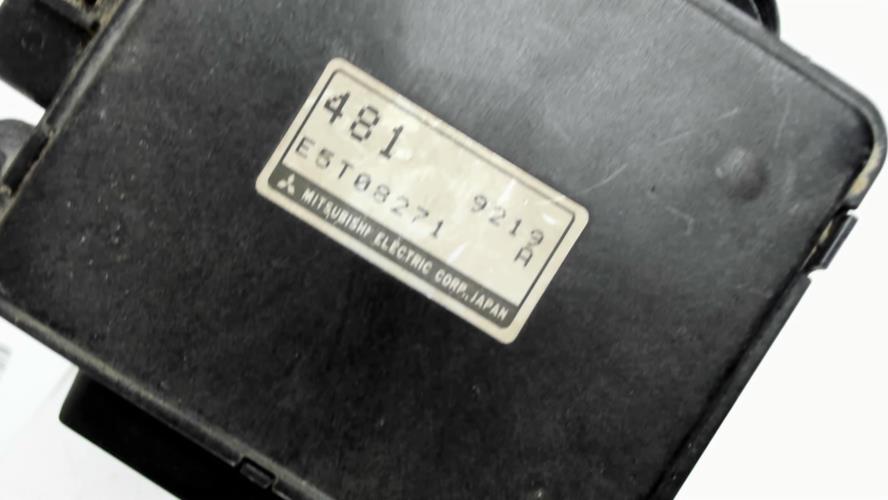 481
9219
E5T08271
A
MITSUBISHI ELECTRIC CORP., JAPAN